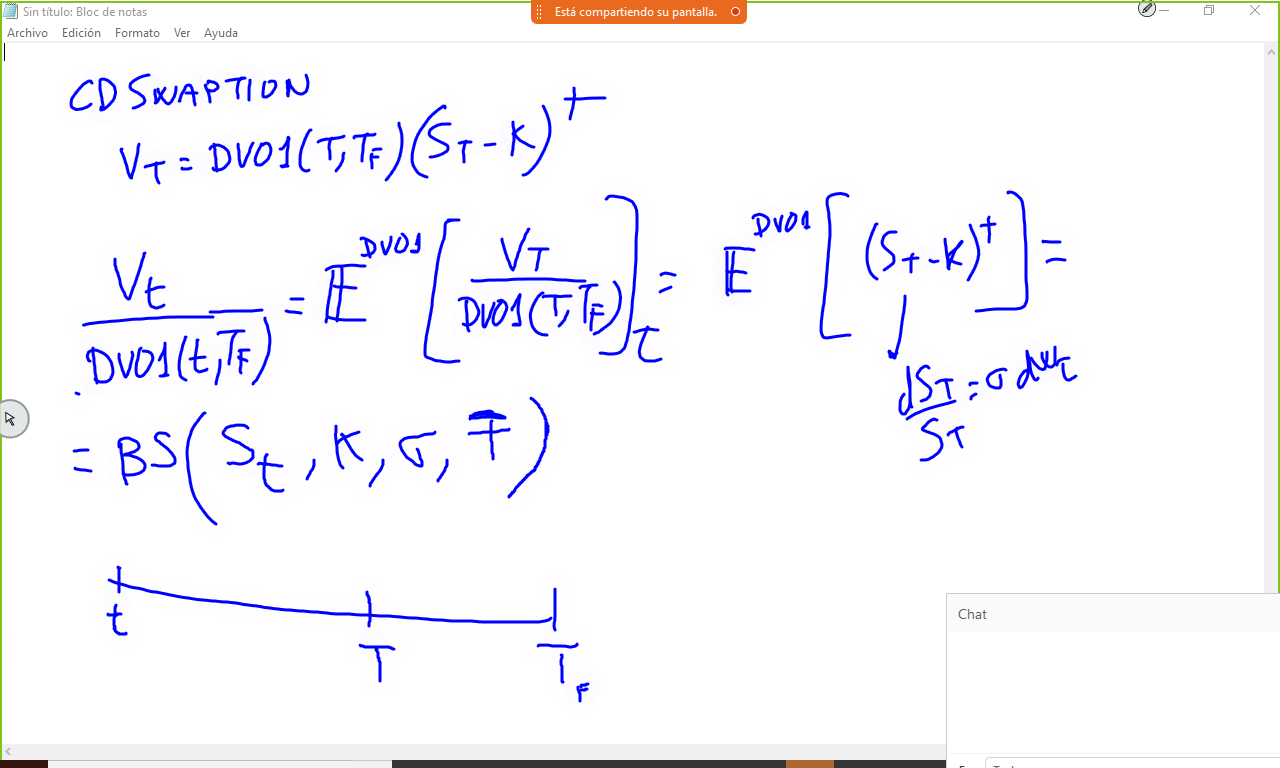 Sin título: Bloc de notas
Está compartiendo su pantalla.
Archivo Edición Formato Ver Ayuda
CDSWAPTION
V_T = DV01(T,T_F)(S_T - K)^+
V_t / DV01(t,T_F) = E^DV01 [ V_T / DV01(T,T_F) ]_t = E^DV01 [ (S_T - K)^+ ] =
dS_T / S_T = σ dW_t
= BS( S_t , K , σ , T )
t T T_F
Chat